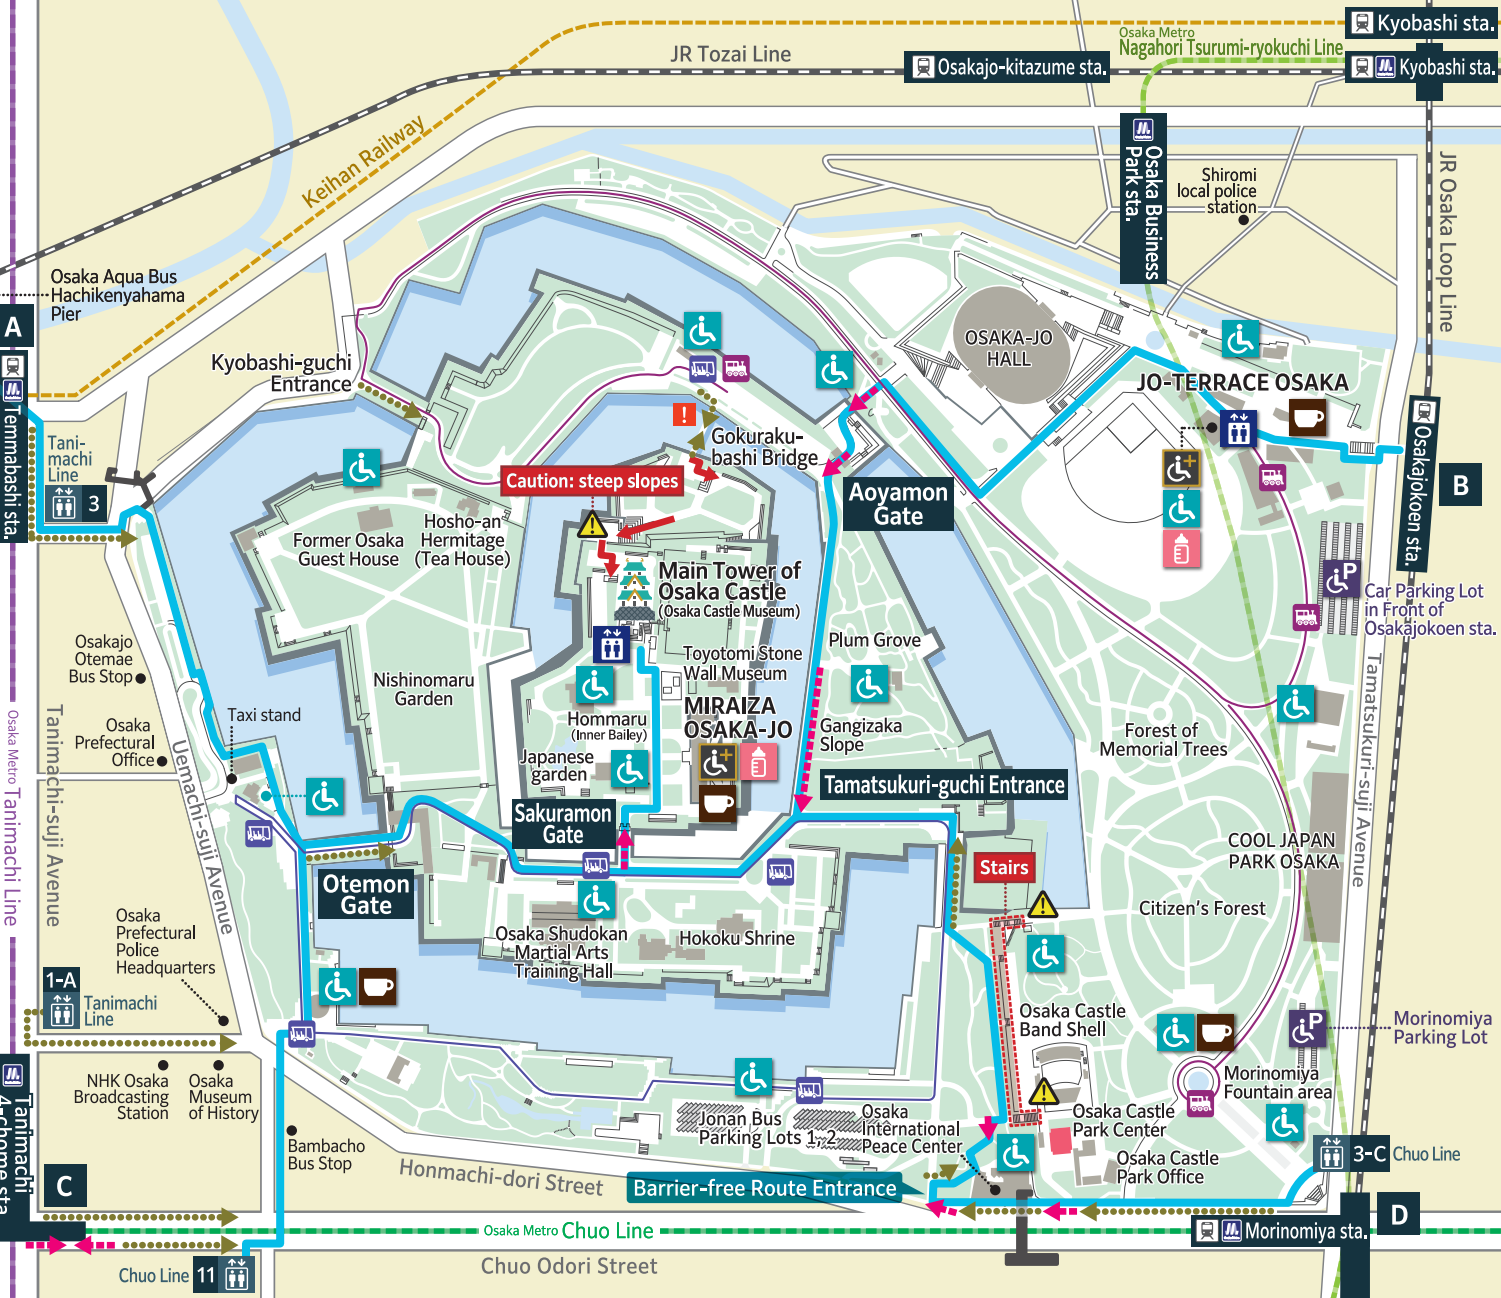 Kyobashi sta.
Osaka Metro
Nagahori Tsurumi-ryokuchi Line
JR Tozai Line
Osakajo-kitazume sta.
Kyobashi sta.
Keihan Railway
Osaka Business
Park sta.
Shiromi
local police
station
JR Osaka Loop Line
Osaka Aqua Bus
Hachikenyahama
Pier
A
Temmabashi sta.
Kyobashi-guchi
Entrance
OSAKA-JO
HALL
JO-TERRACE OSAKA
Tani-
machi
Line
3
!
Gokuraku-
bashi Bridge
Caution: steep slopes
Aoyamon
Gate
Osakajokoen sta.
B
Former Osaka
Guest House
Hosho-an
Hermitage
(Tea House)
Main Tower of
Osaka Castle
(Osaka Castle Museum)
P
Car Parking Lot
in Front of
Osakajokoen sta.
Osakajo
Otemae
Bus Stop
Plum Grove
Toyotomi Stone
Wall Museum
Nishinomaru
Garden
MIRAIZA
OSAKA-JO
Hommaru
(Inner Bailey)
Gangizaka
Slope
Forest of
Memorial Trees
Tamatsukuri-suji Avenue
Osaka Metro Tanimachi Line
Tanimachi-suji Avenue
Osaka
Prefectural
Office
Uemachi-suji Avenue
Taxi stand
Japanese
garden
Tamatsukuri-guchi Entrance
Sakuramon
Gate
COOL JAPAN
PARK OSAKA
Otemon
Gate
Stairs
Osaka
Prefectural
Police
Headquarters
Osaka Shudokan
Martial Arts
Training Hall
Hokoku Shrine
Citizen's Forest
1-A
Tanimachi
Line
Osaka Castle
Band Shell
P
Morinomiya
Parking Lot
NHK Osaka
Broadcasting
Station
Osaka
Museum
of History
Morinomiya
Fountain area
Tanimachi
4-chome sta.
Jonan Bus
Parking Lots 1, 2
Osaka
International
Peace Center
Osaka Castle
Park Center
Bambacho
Bus Stop
Osaka Castle
Park Office
3-C
Chuo Line
Honmachi-dori Street
Barrier-free Route Entrance
C
D
Osaka Metro Chuo Line
Morinomiya sta.
Chuo Line 11
Chuo Odori Street